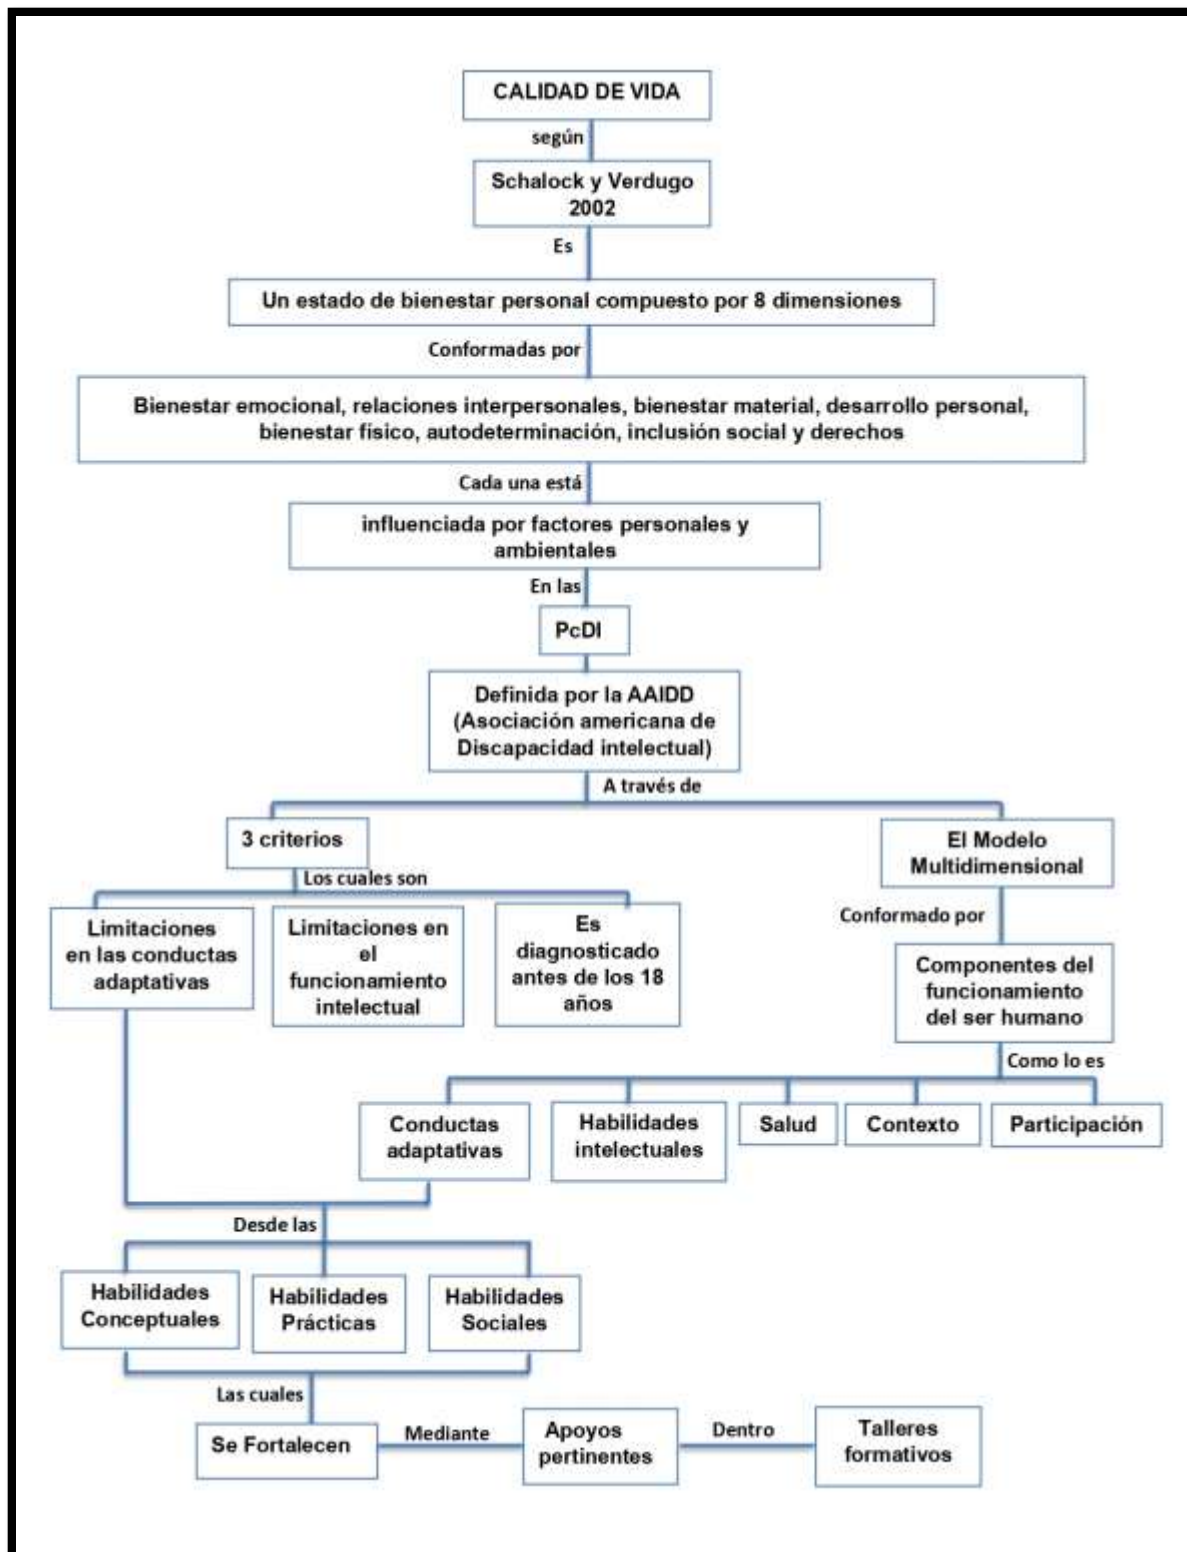 CALIDAD DE VIDA
según
Schalock y Verdugo
2002
Es
Un estado de bienestar personal compuesto por 8 dimensiones
Conformadas por
Bienestar emocional, relaciones interpersonales, bienestar material, desarrollo personal,
bienestar físico, autodeterminación, inclusión social y derechos
Cada una está
influenciada por factores personales y
ambientales
En las
PcDI
Definida por la AAIDD
(Asociación americana de
Discapacidad intelectual)
A través de
3 criterios
El Modelo
Multidimensional
Los cuales son
Conformado por
Limitaciones
en las conductas
adaptativas
Limitaciones en
el
funcionamiento
intelectual
Es
diagnosticado
antes de los 18
años
Componentes del
funcionamiento
del ser humano
Como lo es
Conductas
adaptativas
Habilidades
intelectuales
Salud
Contexto
Participación
Desde las
Habilidades
Conceptuales
Habilidades
Prácticas
Habilidades
Sociales
Las cuales
Se Fortalecen
Mediante
Apoyos
pertinentes
Dentro
Talleres
formativos